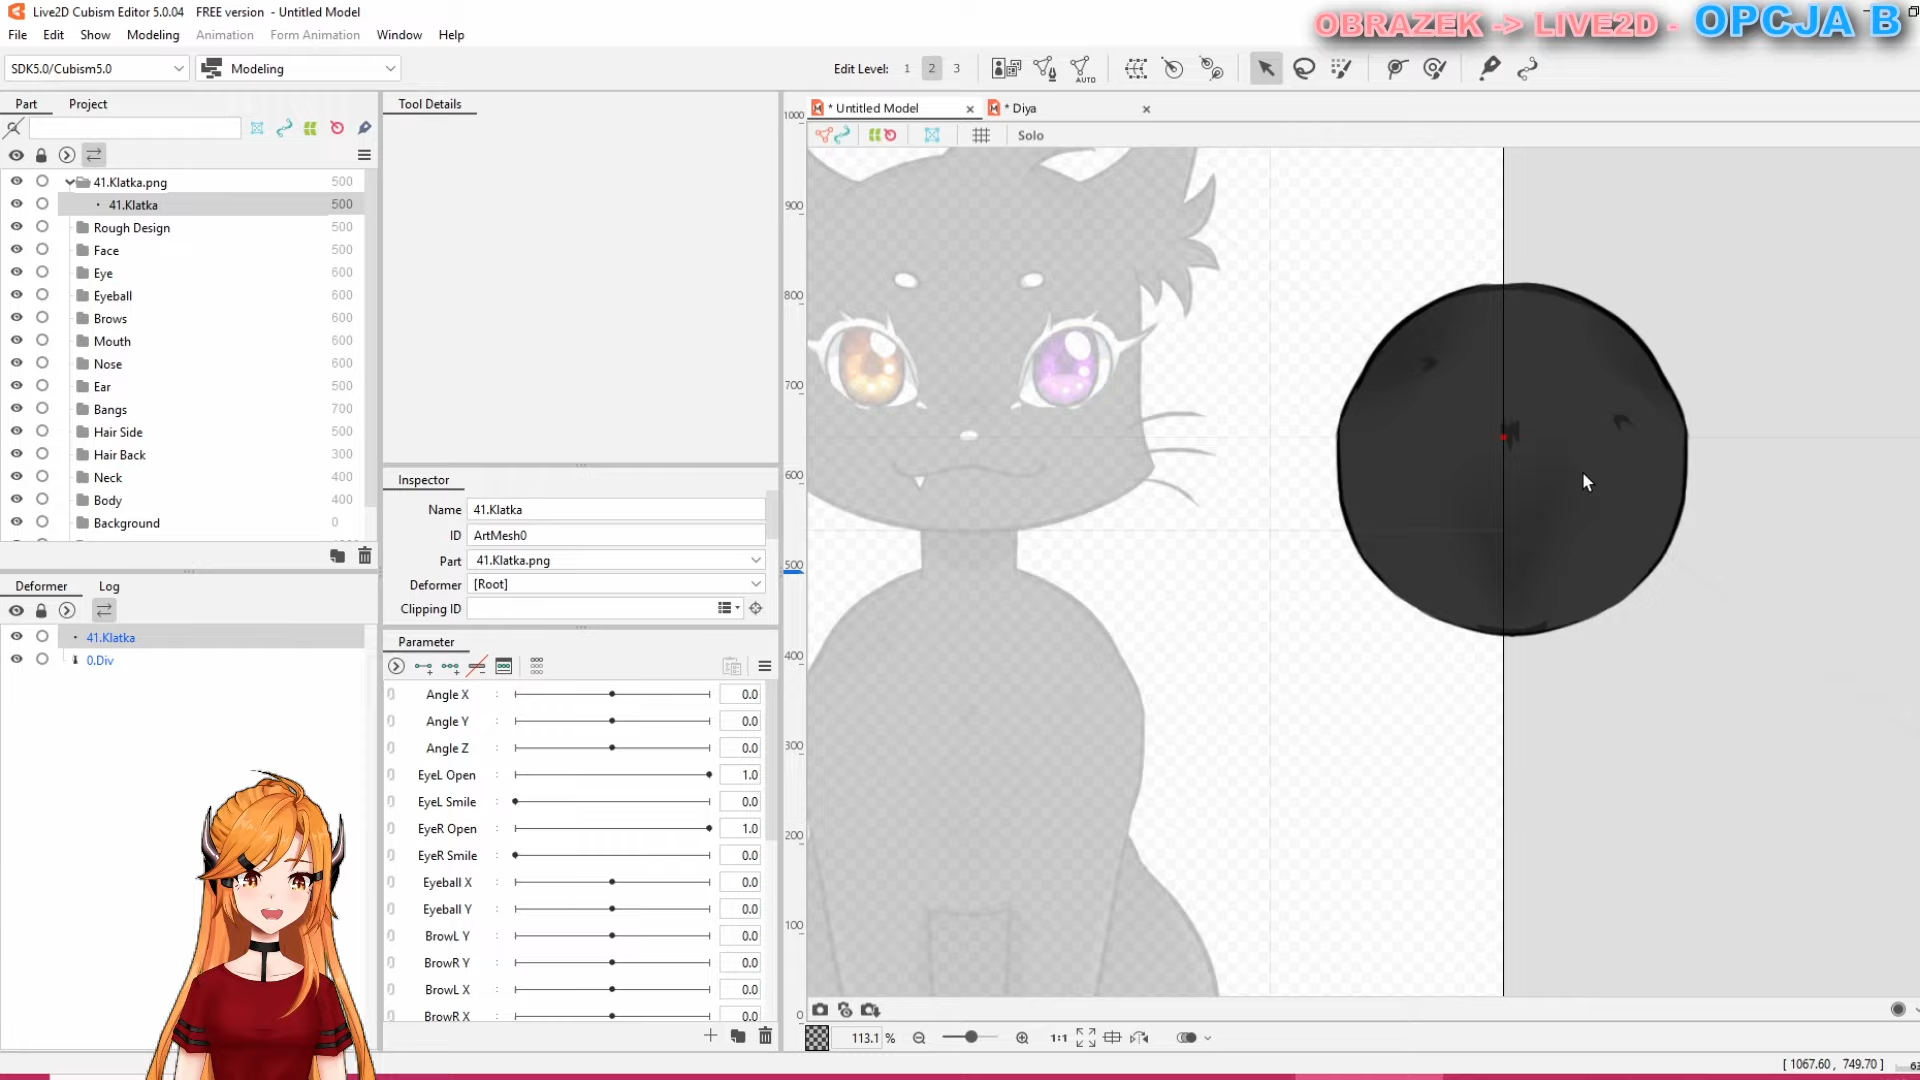 Live2D Cubism Editor 5.0.04    FREE version  - Untitled Model
OBRAZEK -> LIVE2D - OPCJA B
File Edit Show Modeling Animation Form Animation Window Help
SDK5.0/Cubism5.0 Modeling Edit Level: 1 2 3 AUTO
Part Project Tool Details * Untitled Model * Diya
Solo
41.Klatka.png 500
41.Klatka 500
Rough Design 500
Face 500
Eye 600
Eyeball 600
Brows 600
Mouth 600
Nose 600
Ear 500
Bangs 700
Hair Side 500
Hair Back 300
Neck 400
Body 400
Background 0
Deformer Log
41.Klatka
0.Div
Inspector
Name 41.Klatka
ID ArtMesh0
Part 41.Klatka.png
Deformer [Root]
Clipping ID
Parameter
Angle X : 0.0
Angle Y : 0.0
Angle Z : 0.0
EyeL Open : 1.0
EyeL Smile : 0.0
EyeR Open : 1.0
EyeR Smile : 0.0
Eyeball X : 0.0
Eyeball Y : 0.0
BrowL Y : 0.0
BrowR Y : 0.0
BrowL X : 0.0
BrowR X : 0.0
1000
900
800
700
600
500
400
300
200
100
0
113.1 % 1:1
[ 1067.60 , 749.70 ]